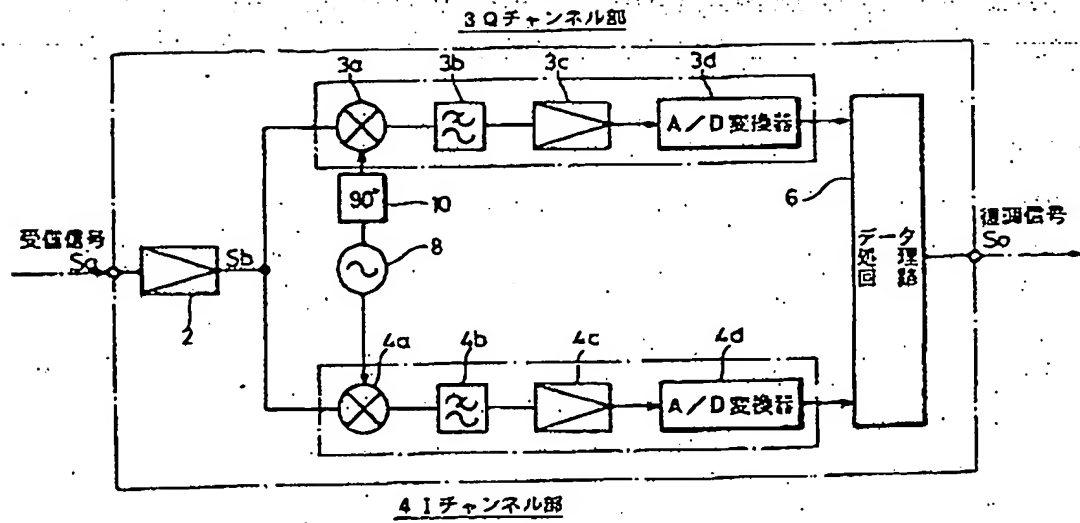 3 Qチャンネル部
3a
3b
3c
3d
A/D変換器
90°
10
6
受信信号
Sa
Sb
2
8
データ
処理
回路
復調信号
So
4a
4b
4c
4d
A/D変換器
4 Iチャンネル部